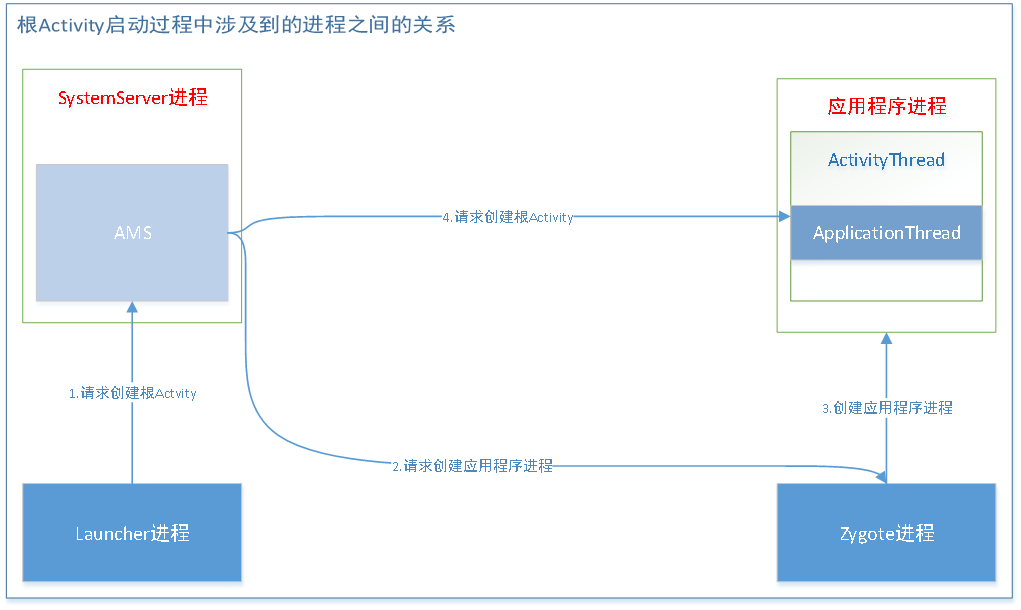 根Activity启动过程中涉及到的进程之间的关系
SystemServer进程
应用程序进程
ActivityThread
AMS
4.请求创建根Activity
ApplicationThread
1.请求创建根Actvity
3.创建应用程序进程
2.请求创建应用程序进程
Launcher进程
Zygote进程